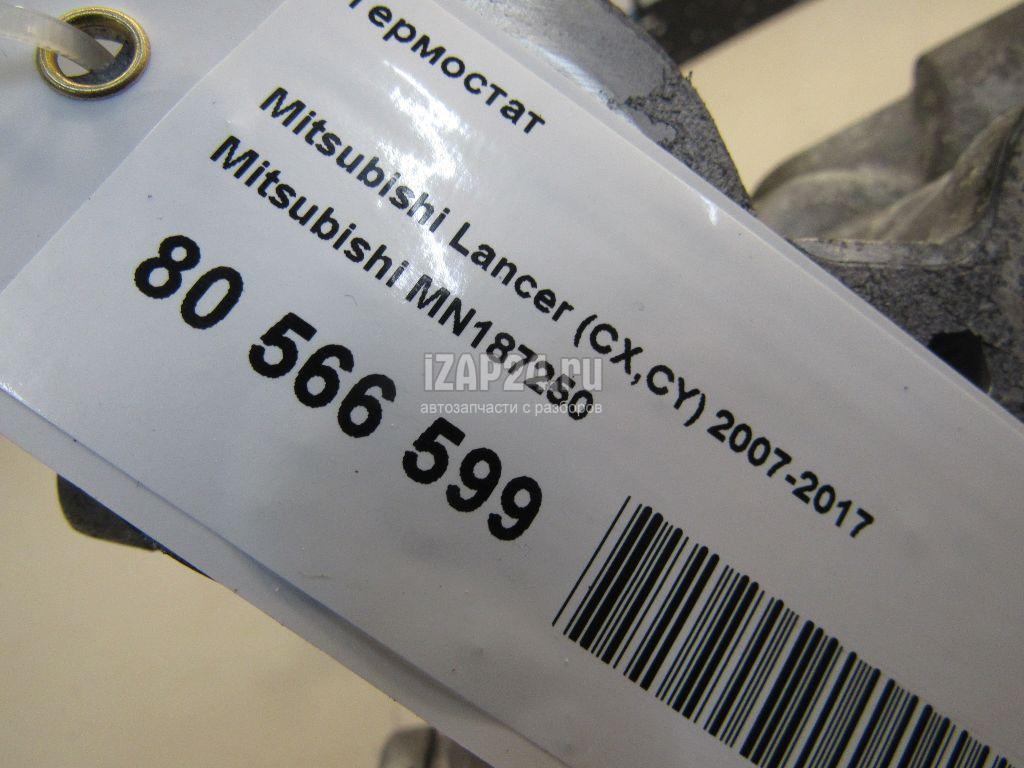 Термостат
Mitsubishi Lancer (CX,CY) 2007-2017
Mitsubishi MN187250
80 566 599
iZAP24.ru
автозапчасти с разборов